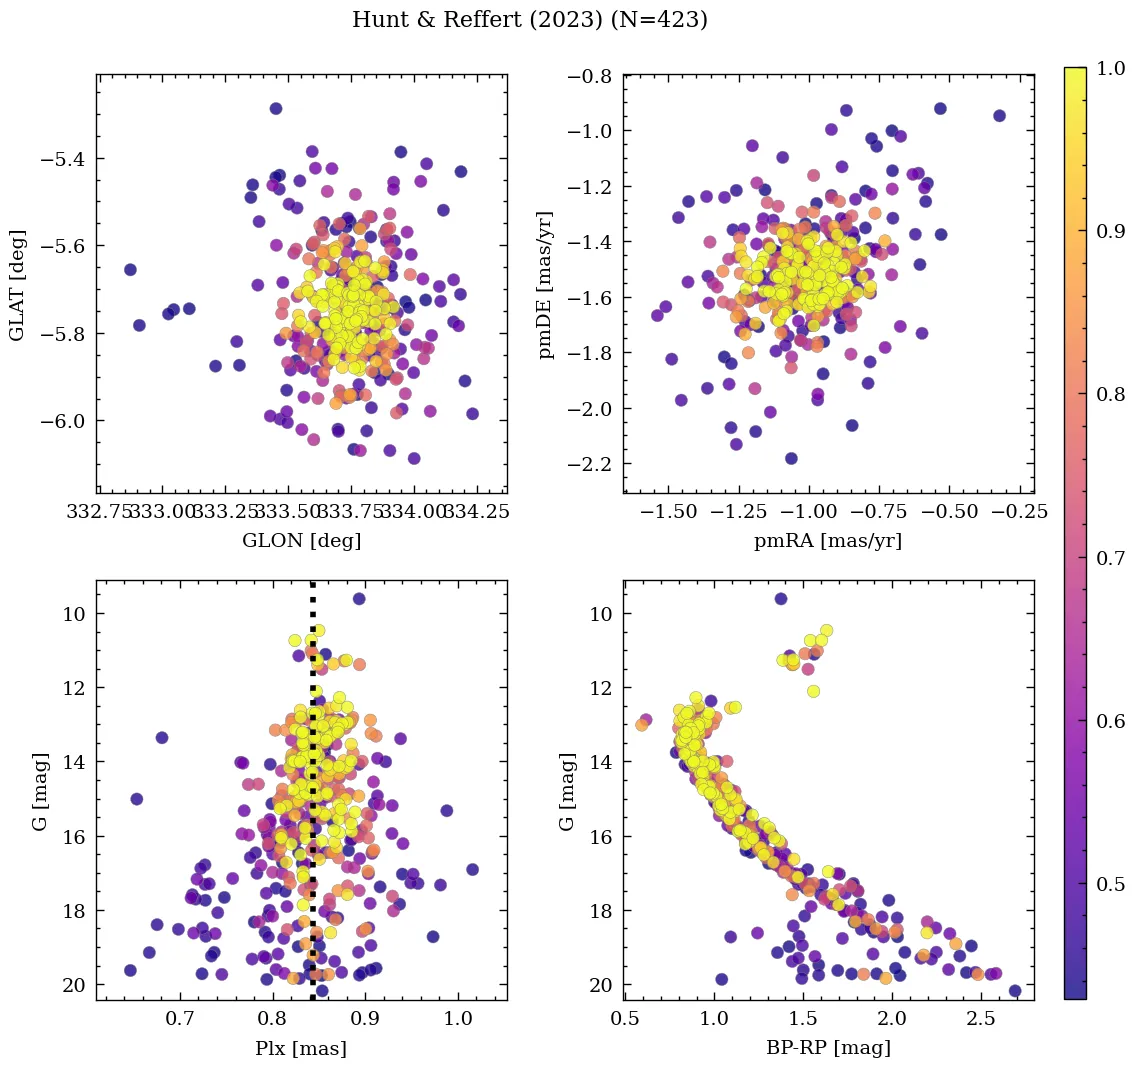 Hunt & Reffert (2023) (N=423)
−5.4
−5.6
−5.8
−6.0
GLAT [deg]
332.75 333.00 333.25 333.50 333.75 334.00 334.25
GLON [deg]
−0.8
−1.0
−1.2
−1.4
−1.6
−1.8
−2.0
−2.2
pmDE [mas/yr]
−1.50 −1.25 −1.00 −0.75 −0.50 −0.25
pmRA [mas/yr]
10
12
14
16
18
20
G [mag]
0.7 0.8 0.9 1.0
Plx [mas]
10
12
14
16
18
20
G [mag]
0.5 1.0 1.5 2.0 2.5
BP-RP [mag]
1.0
0.9
0.8
0.7
0.6
0.5